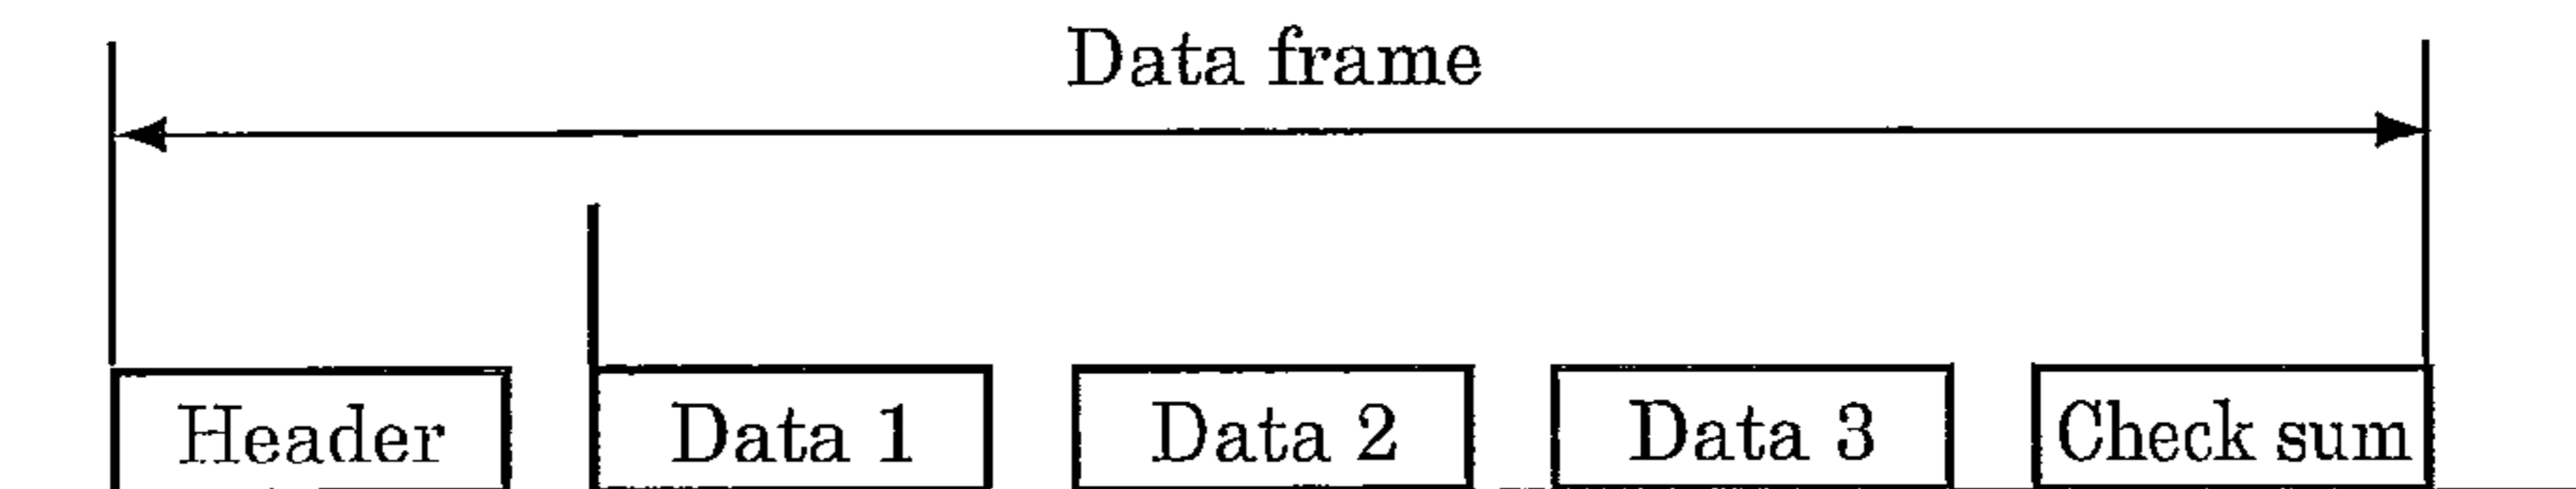 Data frame
Header Data 1 Data 2 Data 3 Check sum